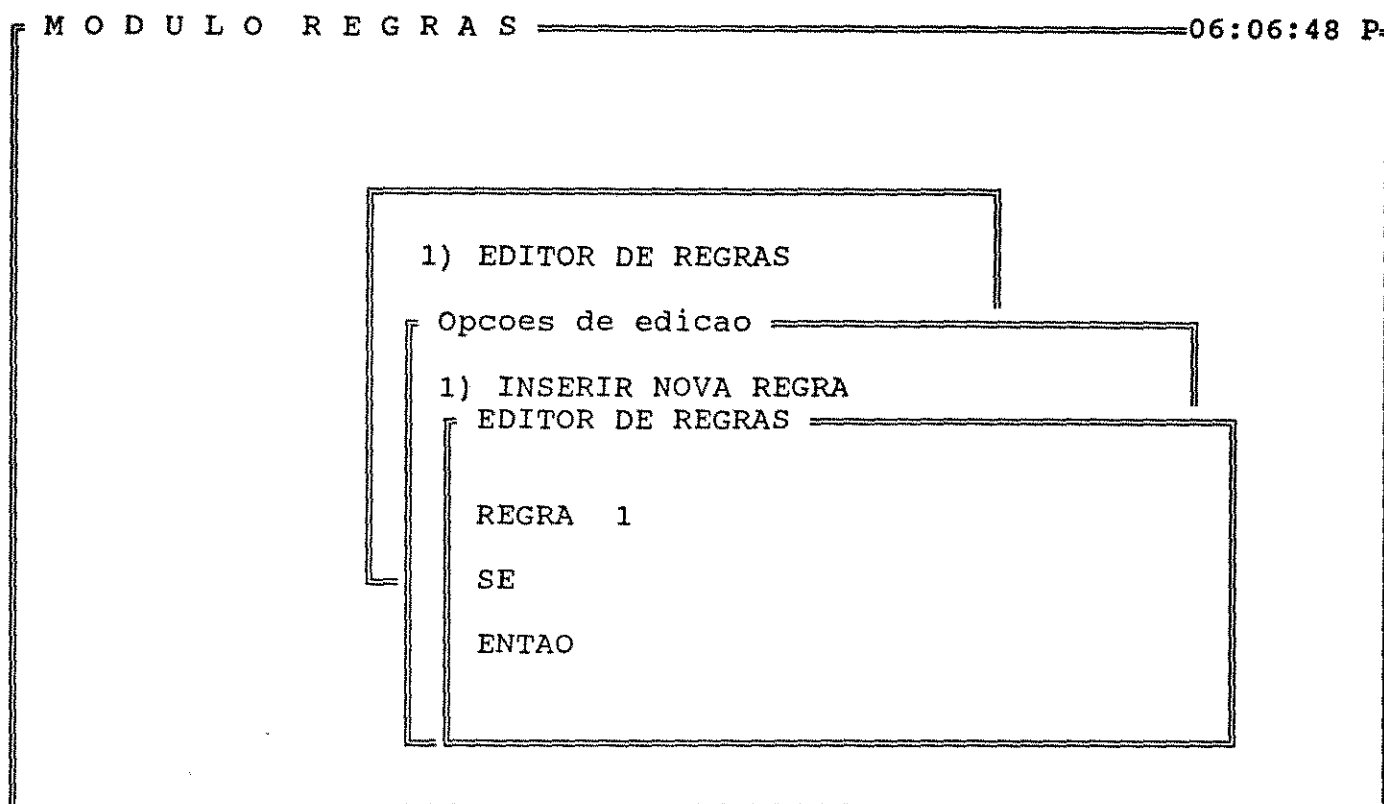 M O D U L O   R E G R A S 06:06:48 P
1) EDITOR DE REGRAS
Opcoes de edicao
1) INSERIR NOVA REGRA
EDITOR DE REGRAS
REGRA 1
SE
ENTAO